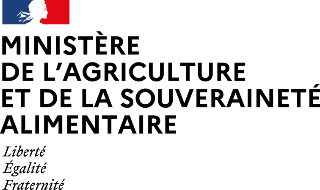 MINISTÈRE
DE L’AGRICULTURE
ET DE LA SOUVERAINETÉ
ALIMENTAIRE
Liberté
Égalité
Fraternité